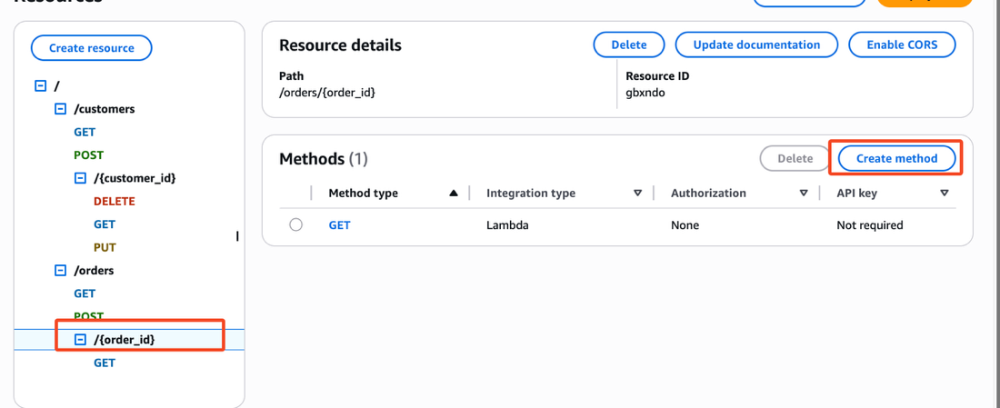 Resources
Create resource
/
/customers
GET
POST
/{customer_id}
DELETE
GET
PUT
/orders
GET
POST
/{order_id}
GET
Resource details
Delete
Update documentation
Enable CORS
Path
Resource ID
/orders/{order_id}
gbxndo
Methods (1)
Delete
Create method
Method type
Integration type
Authorization
API key
GET
Lambda
None
Not required